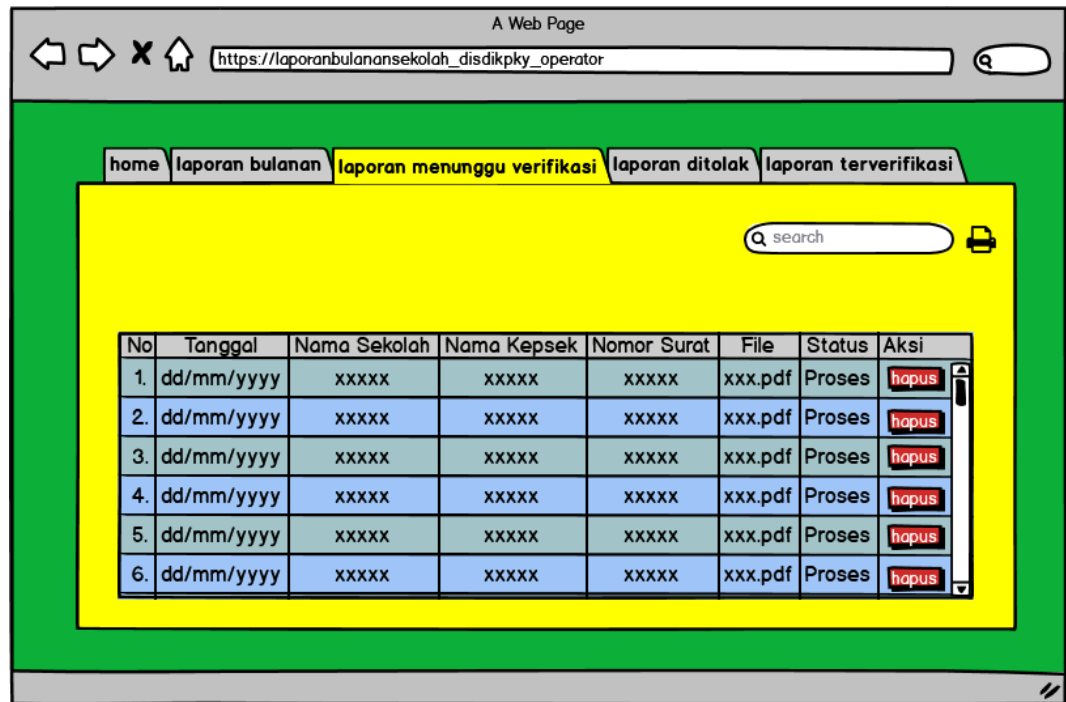 A Web Page
https://laporanbulanansekolah_disdikpky_operator
home laporan bulanan laporan menunggu verifikasi laporan ditolak laporan terverifikasi
search
No Tanggal Nama Sekolah Nama Kepsek Nomor Surat File Status Aksi
1. dd/mm/yyyy xxxxx xxxxx xxxxx xxx.pdf Proses hapus
2. dd/mm/yyyy xxxxx xxxxx xxxxx xxx.pdf Proses hapus
3. dd/mm/yyyy xxxxx xxxxx xxxxx xxx.pdf Proses hapus
4. dd/mm/yyyy xxxxx xxxxx xxxxx xxx.pdf Proses hapus
5. dd/mm/yyyy xxxxx xxxxx xxxxx xxx.pdf Proses hapus
6. dd/mm/yyyy xxxxx xxxxx xxxxx xxx.pdf Proses hapus